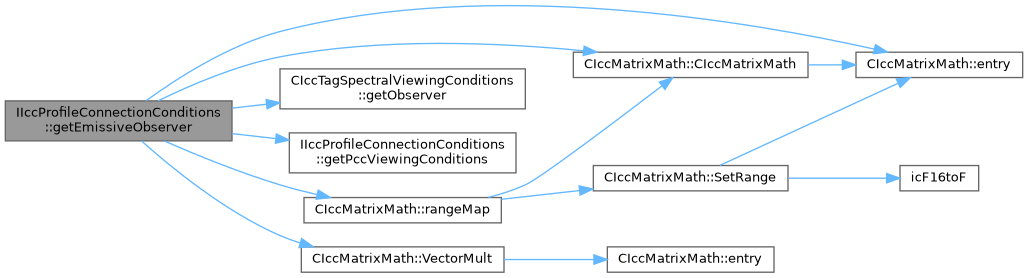 IIccProfileConnectionConditions
::getEmissiveObserver
CIccTagSpectralViewingConditions
::getObserver
IIccProfileConnectionConditions
::getPccViewingConditions
CIccMatrixMath::rangeMap
CIccMatrixMath::VectorMult
CIccMatrixMath::CIccMatrixMath
CIccMatrixMath::SetRange
CIccMatrixMath::entry
CIccMatrixMath::entry
icF16toF